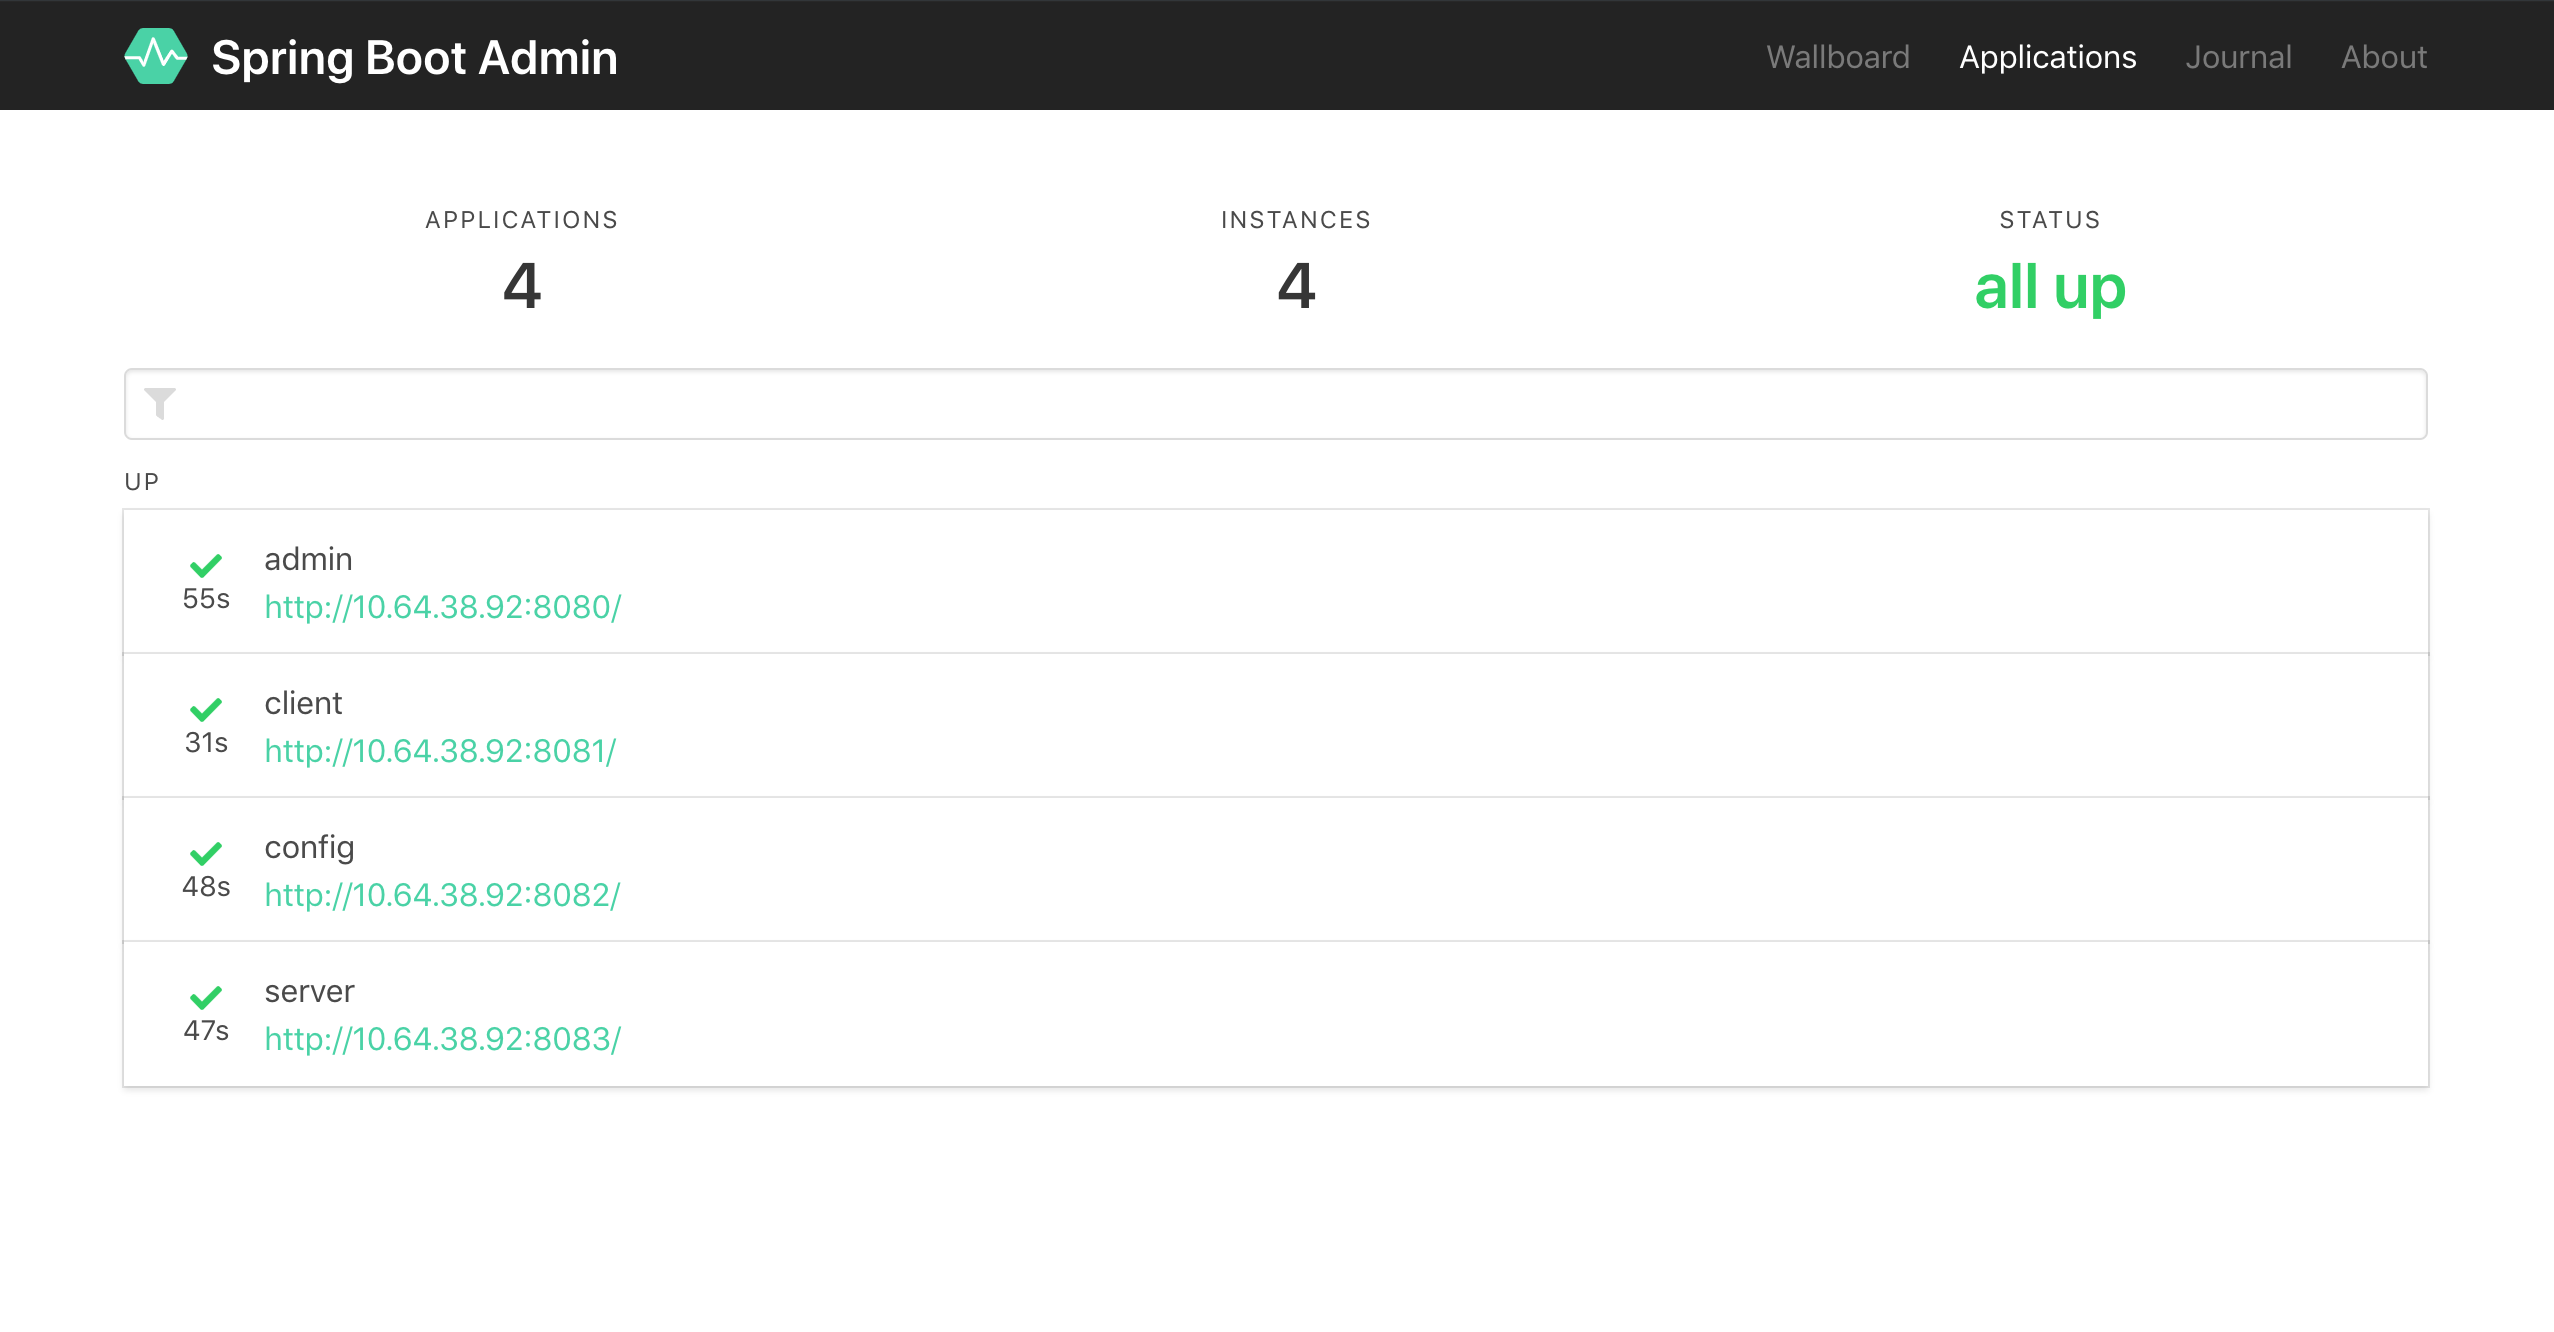 Spring Boot Admin
Wallboard Applications Journal About
APPLICATIONS INSTANCES STATUS
4 4 all up
UP
admin
55s
http://10.64.38.92:8080/
client
31s
http://10.64.38.92:8081/
config
48s
http://10.64.38.92:8082/
server
47s
http://10.64.38.92:8083/